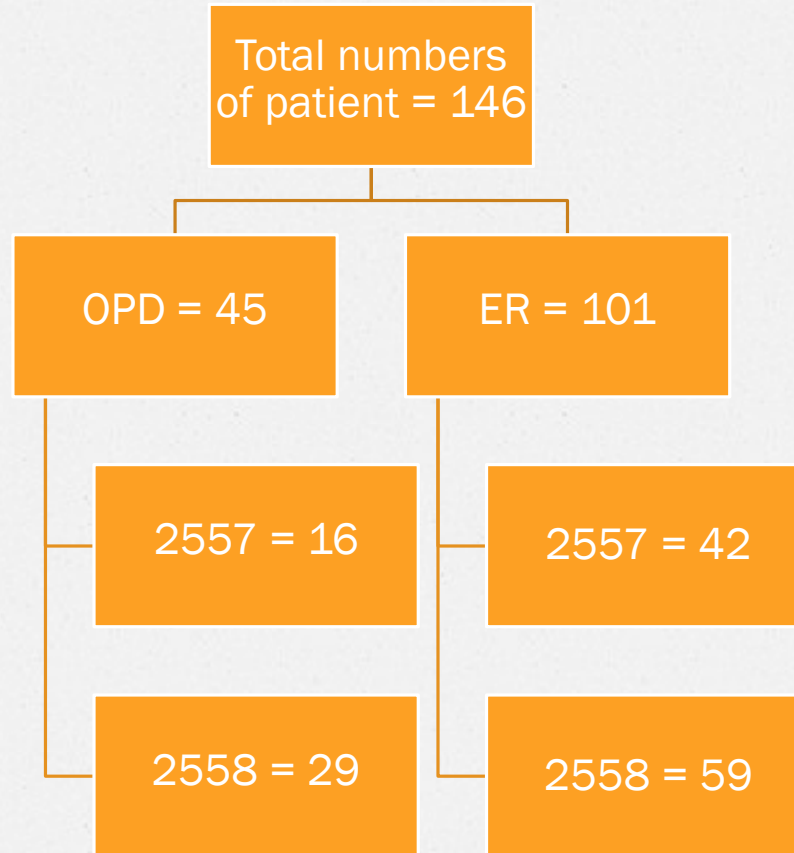 Total numbers
of patient = 146
OPD = 45
ER = 101
2557 = 16
2557 = 42
2558 = 29
2558 = 59